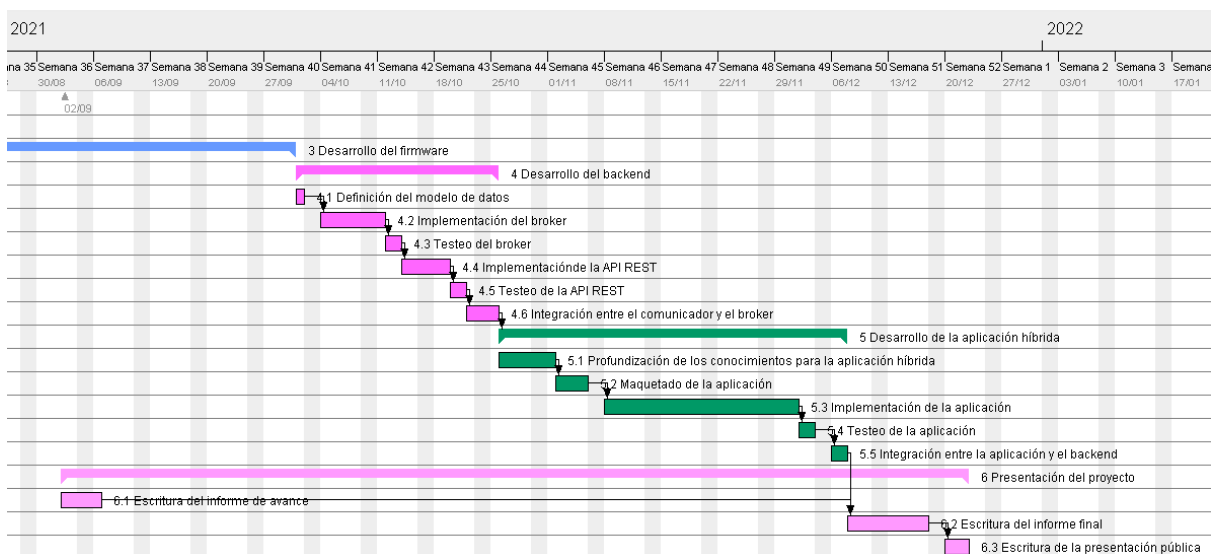 2021 2022
ana 35 Semana 36 Semana 37 Semana 38 Semana 39 Semana 40 Semana 41 Semana 42 Semana 43 Semana 44 Semana 45 Semana 46 Semana 47 Semana 48 Semana 49 Semana 50 Semana 51 Semana 52 Semana 1 Semana 2 Semana 3 Semana
30/08 06/09 13/09 20/09 27/09 04/10 11/10 18/10 25/10 01/11 08/11 15/11 22/11 29/11 06/12 13/12 20/12 27/12 03/01 10/01 17/01
02/09
3 Desarrollo del firmware
4 Desarrollo del backend
4.1 Definición del modelo de datos
4.2 Implementación del broker
4.3 Testeo del broker
4.4 Implementaciónde la API REST
4.5 Testeo de la API REST
4.6 Integración entre el comunicador y el broker
5 Desarrollo de la aplicación híbrida
5.1 Profundización de los conocimientos para la aplicación híbrida
5.2 Maquetado de la aplicación
5.3 Implementación de la aplicación
5.4 Testeo de la aplicación
5.5 Integración entre la aplicación y el backend
6 Presentación del proyecto
6.1 Escritura del informe de avance
6.2 Escritura del informe final
6.3 Escritura de la presentación pública